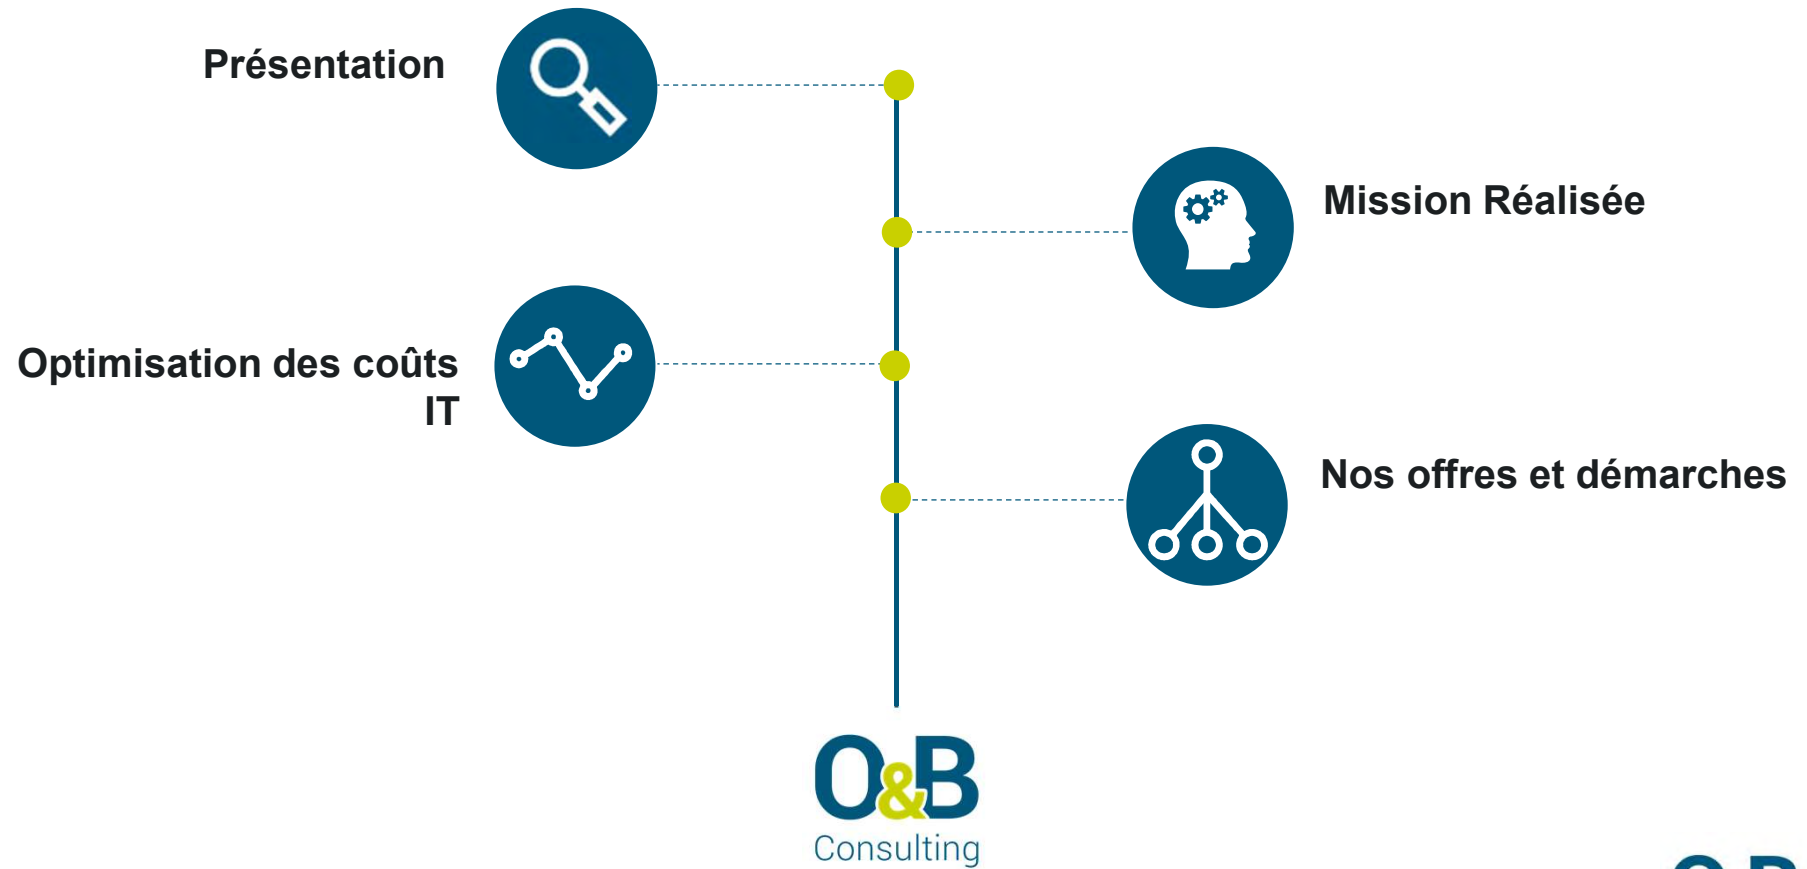 Présentation
Mission Réalisée
Optimisation des coûts
IT
Nos offres et démarches
O&B
Consulting